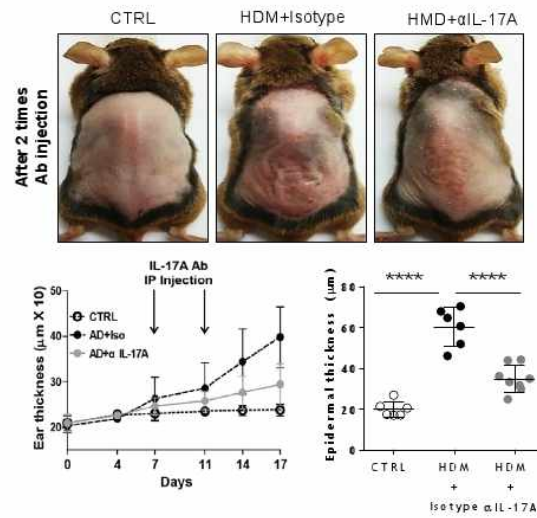 CTRL
HDM+Isotype
HMD+αIL-17A
After 2 times
Ab injection
IL-17A Ab
IP Injection
CTRL
AD+Iso
AD+α IL-17A
Ear thickness (µm X 10)
50
40
30
20
0
4
7
11
14
17
Days
Epidermal thickness (µm)
80
60
40
20
0
****
****
CTRL
HDM
+
Isotype
HDM
+
αIL-17A